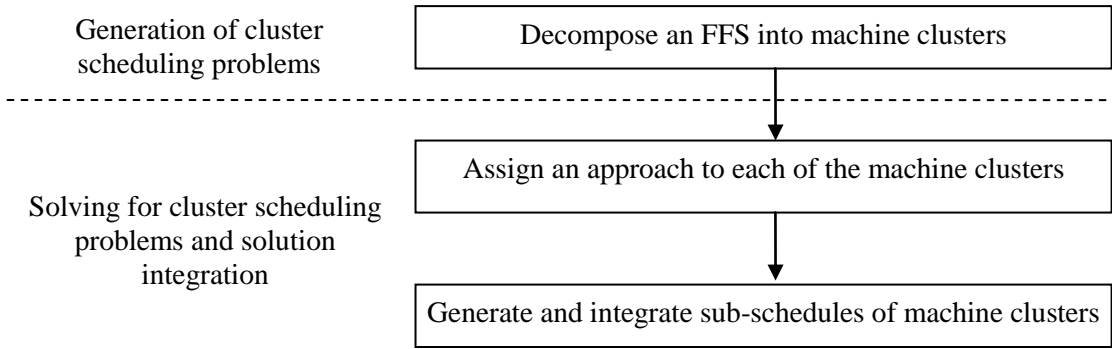 Generation of cluster
scheduling problems
Decompose an FFS into machine clusters
Solving for cluster scheduling
problems and solution
integration
Assign an approach to each of the machine clusters
Generate and integrate sub-schedules of machine clusters